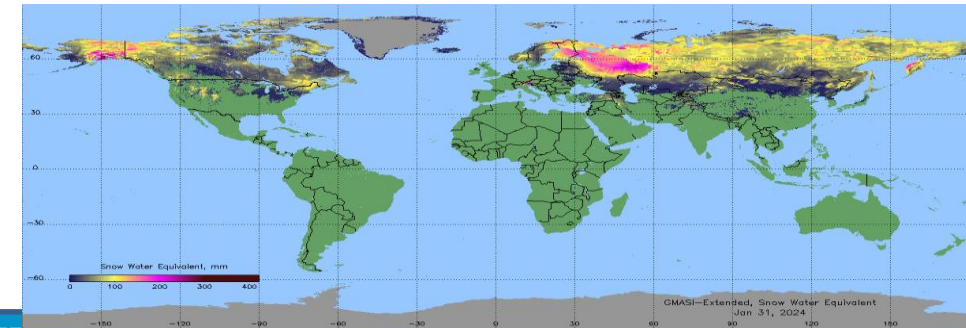 60
30
0
-30
-60
Snow Water Equivalent, mm
0 100 200 300 400
GMASI-Extended, Snow Water Equivalent
Jan 31, 2024
-150 -120 -90 -60 -30 0 30 60 90 120 150